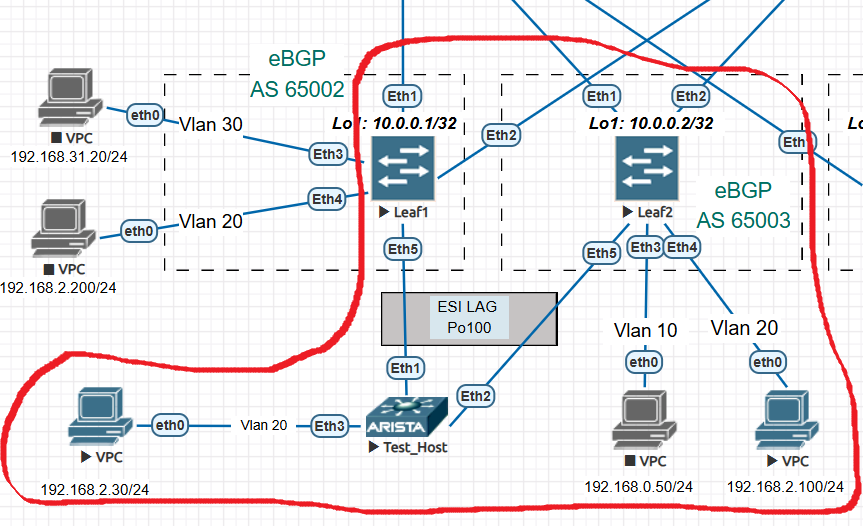 eBGP
AS 65002
Eth1
Eth1
Eth2
eth0
Vlan 30
Lo1: 10.0.0.1/32
Lo1: 10.0.0.2/32
Eth2
Eth
VPC
192.168.31.20/24
Eth3
Eth4
Leaf1
Leaf2
eBGP
AS 65003
eth0
Vlan 20
VPC
192.168.2.200/24
Eth5
Eth5
Eth3
Eth4
ESI LAG
Po100
Vlan 10
Vlan 20
Eth1
eth0
eth0
Eth2
eth0
Vlan 20
Eth3
ARISTA
Test_Host
VPC
192.168.2.30/24
VPC
192.168.0.50/24
VPC
192.168.2.100/24